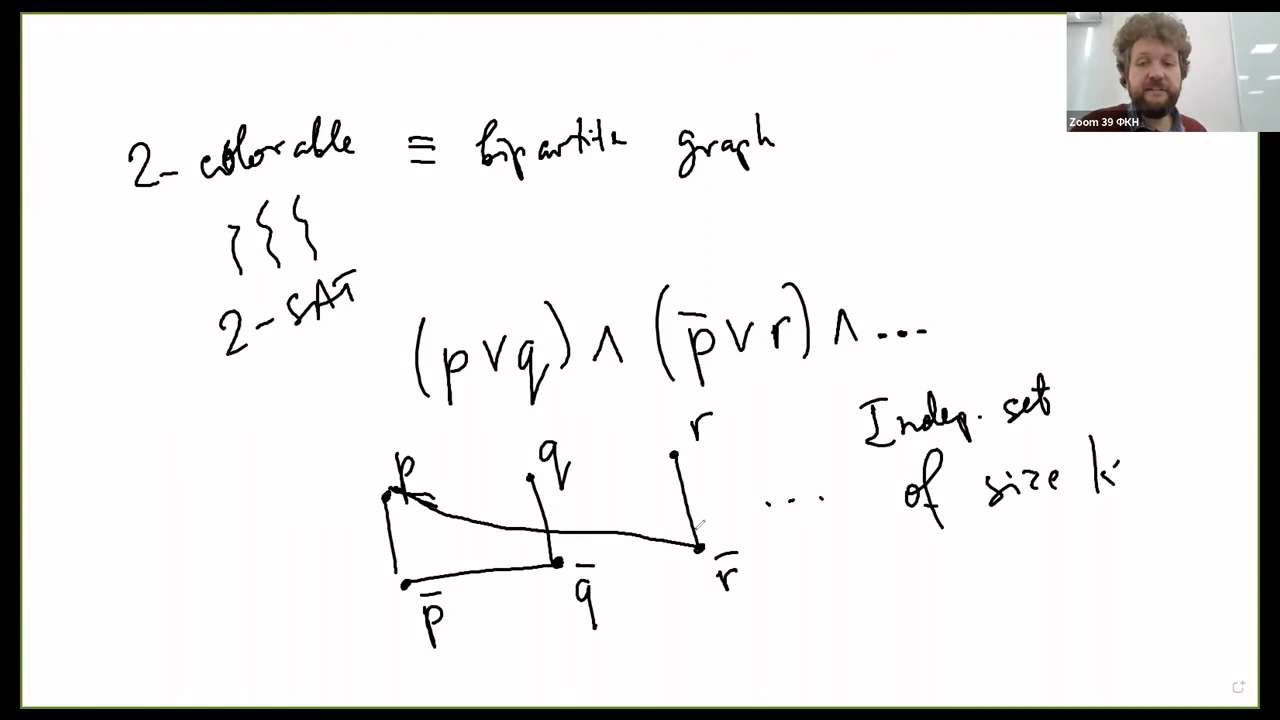 Zoom 39 ФКН
2-colorable ≡ bipartite graph
2-SAT
(p ∨ q) ∧ (p̅ ∨ r) ∧ ...
Indep. set
of size k
p q r ...
p̅ q̅ r̅